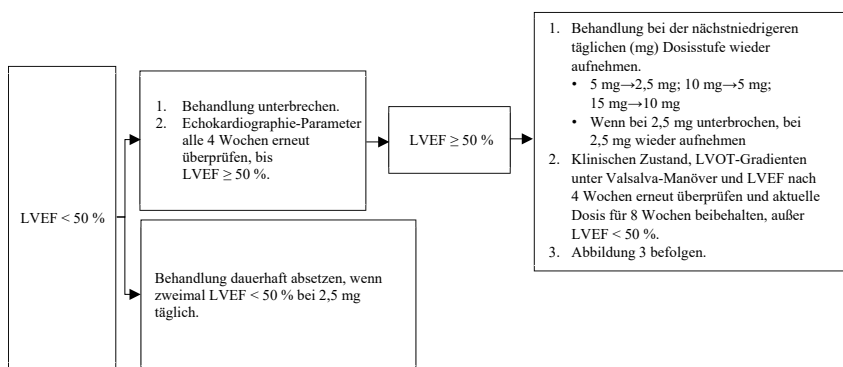 LVEF < 50 %
1. Behandlung unterbrechen.
2. Echokardiographie-Parameter
alle 4 Wochen erneut
überprüfen, bis
LVEF ≥ 50 %.
Behandlung dauerhaft absetzen, wenn
zweimal LVEF < 50 % bei 2,5 mg
täglich.
LVEF ≥ 50 %
1. Behandlung bei der nächstniedrigeren
täglichen (mg) Dosisstufe wieder
aufnehmen.
• 5 mg→2,5 mg; 10 mg→5 mg;
15 mg→10 mg
• Wenn bei 2,5 mg unterbrochen, bei
2,5 mg wieder aufnehmen
2. Klinischen Zustand, LVOT-Gradienten
unter Valsalva-Manöver und LVEF nach
4 Wochen erneut überprüfen und aktuelle
Dosis für 8 Wochen beibehalten, außer
LVEF < 50 %.
3. Abbildung 3 befolgen.